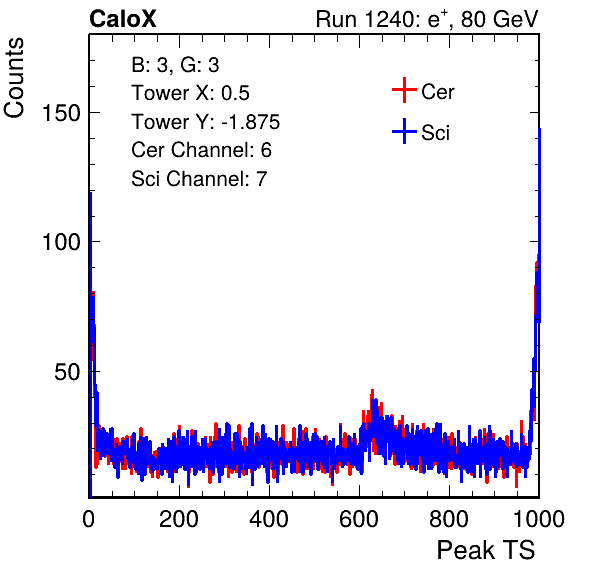 CaloX Run 1240: e+, 80 GeV
Counts
B: 3, G: 3
Tower X: 0.5
Tower Y: -1.875
Cer Channel: 6
Sci Channel: 7
Cer
Sci
150
100
50
0 200 400 600 800 1000
Peak TS